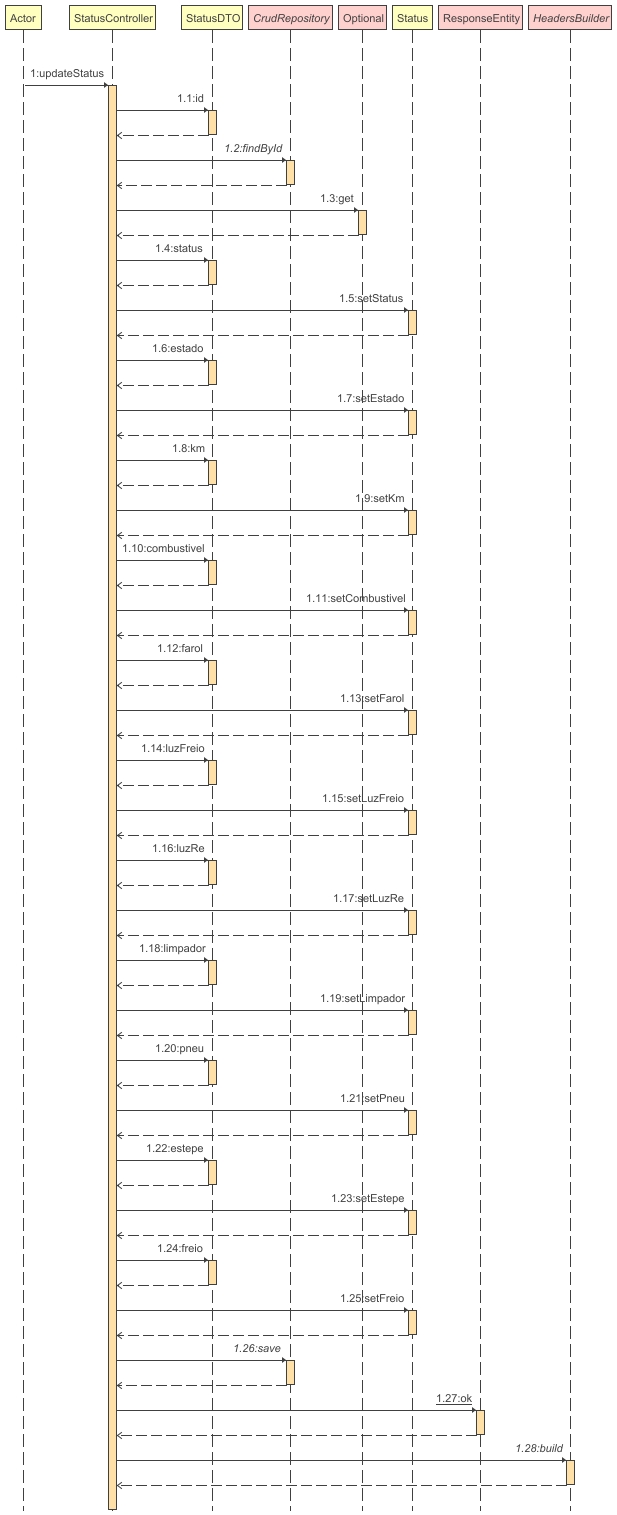 Actor StatusController StatusDTO CrudRepository Optional Status ResponseEntity HeadersBuilder
1:updateStatus
1.1:id
1.2:findById
1.3:get
1.4:status
1.5:setStatus
1.6:estado
1.7:setEstado
1.8:km
1.9:setKm
1.10:combustivel
1.11:setCombustivel
1.12:farol
1.13:setFarol
1.14:luzFreio
1.15:setLuzFreio
1.16:luzRe
1.17:setLuzRe
1.18:limpador
1.19:setLimpador
1.20:pneu
1.21:setPneu
1.22:estepe
1.23:setEstepe
1.24:freio
1.25:setFreio
1.26:save
1.27:ok
1.28:build